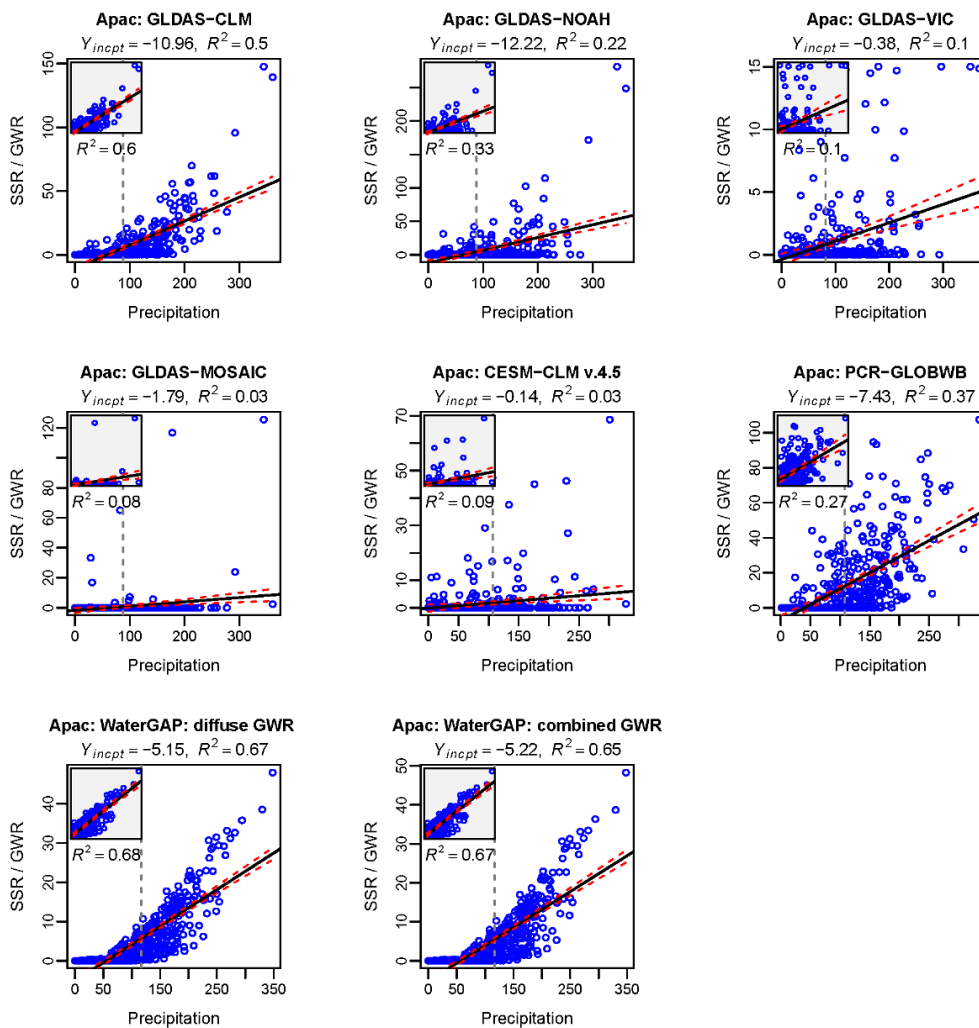 Apac: GLDAS−CLM
Y incpt = −10.96, R² = 0.5
150
100
50
0
SSR / GWR
R² = 0.6
0 100 200 300
Precipitation
Apac: GLDAS−NOAH
Y incpt = −12.22, R² = 0.22
200
100
50
0
SSR / GWR
R² = 0.33
0 100 200 300
Precipitation
Apac: GLDAS−VIC
Y incpt = −0.38, R² = 0.1
15
10
5
0
SSR / GWR
R² = 0.1
0 100 200 300
Precipitation
Apac: GLDAS−MOSAIC
Y incpt = −1.79, R² = 0.03
120
80
60
40
20
0
SSR / GWR
R² = 0.08
0 100 200 300
Precipitation
Apac: CESM−CLM v.4.5
Y incpt = −0.14, R² = 0.03
70
50
30
20
10
0
SSR / GWR
R² = 0.09
0 50 150 250
Precipitation
Apac: PCR−GLOBWB
Y incpt = −7.43, R² = 0.37
100
80
60
40
20
0
SSR / GWR
R² = 0.27
0 50 150 250
Precipitation
Apac: WaterGAP: diffuse GWR
Y incpt = −5.15, R² = 0.67
40
30
20
10
0
SSR / GWR
R² = 0.68
0 50 150 250 350
Precipitation
Apac: WaterGAP: combined GWR
Y incpt = −5.22, R² = 0.65
50
40
30
20
10
0
SSR / GWR
R² = 0.67
0 50 150 250 350
Precipitation